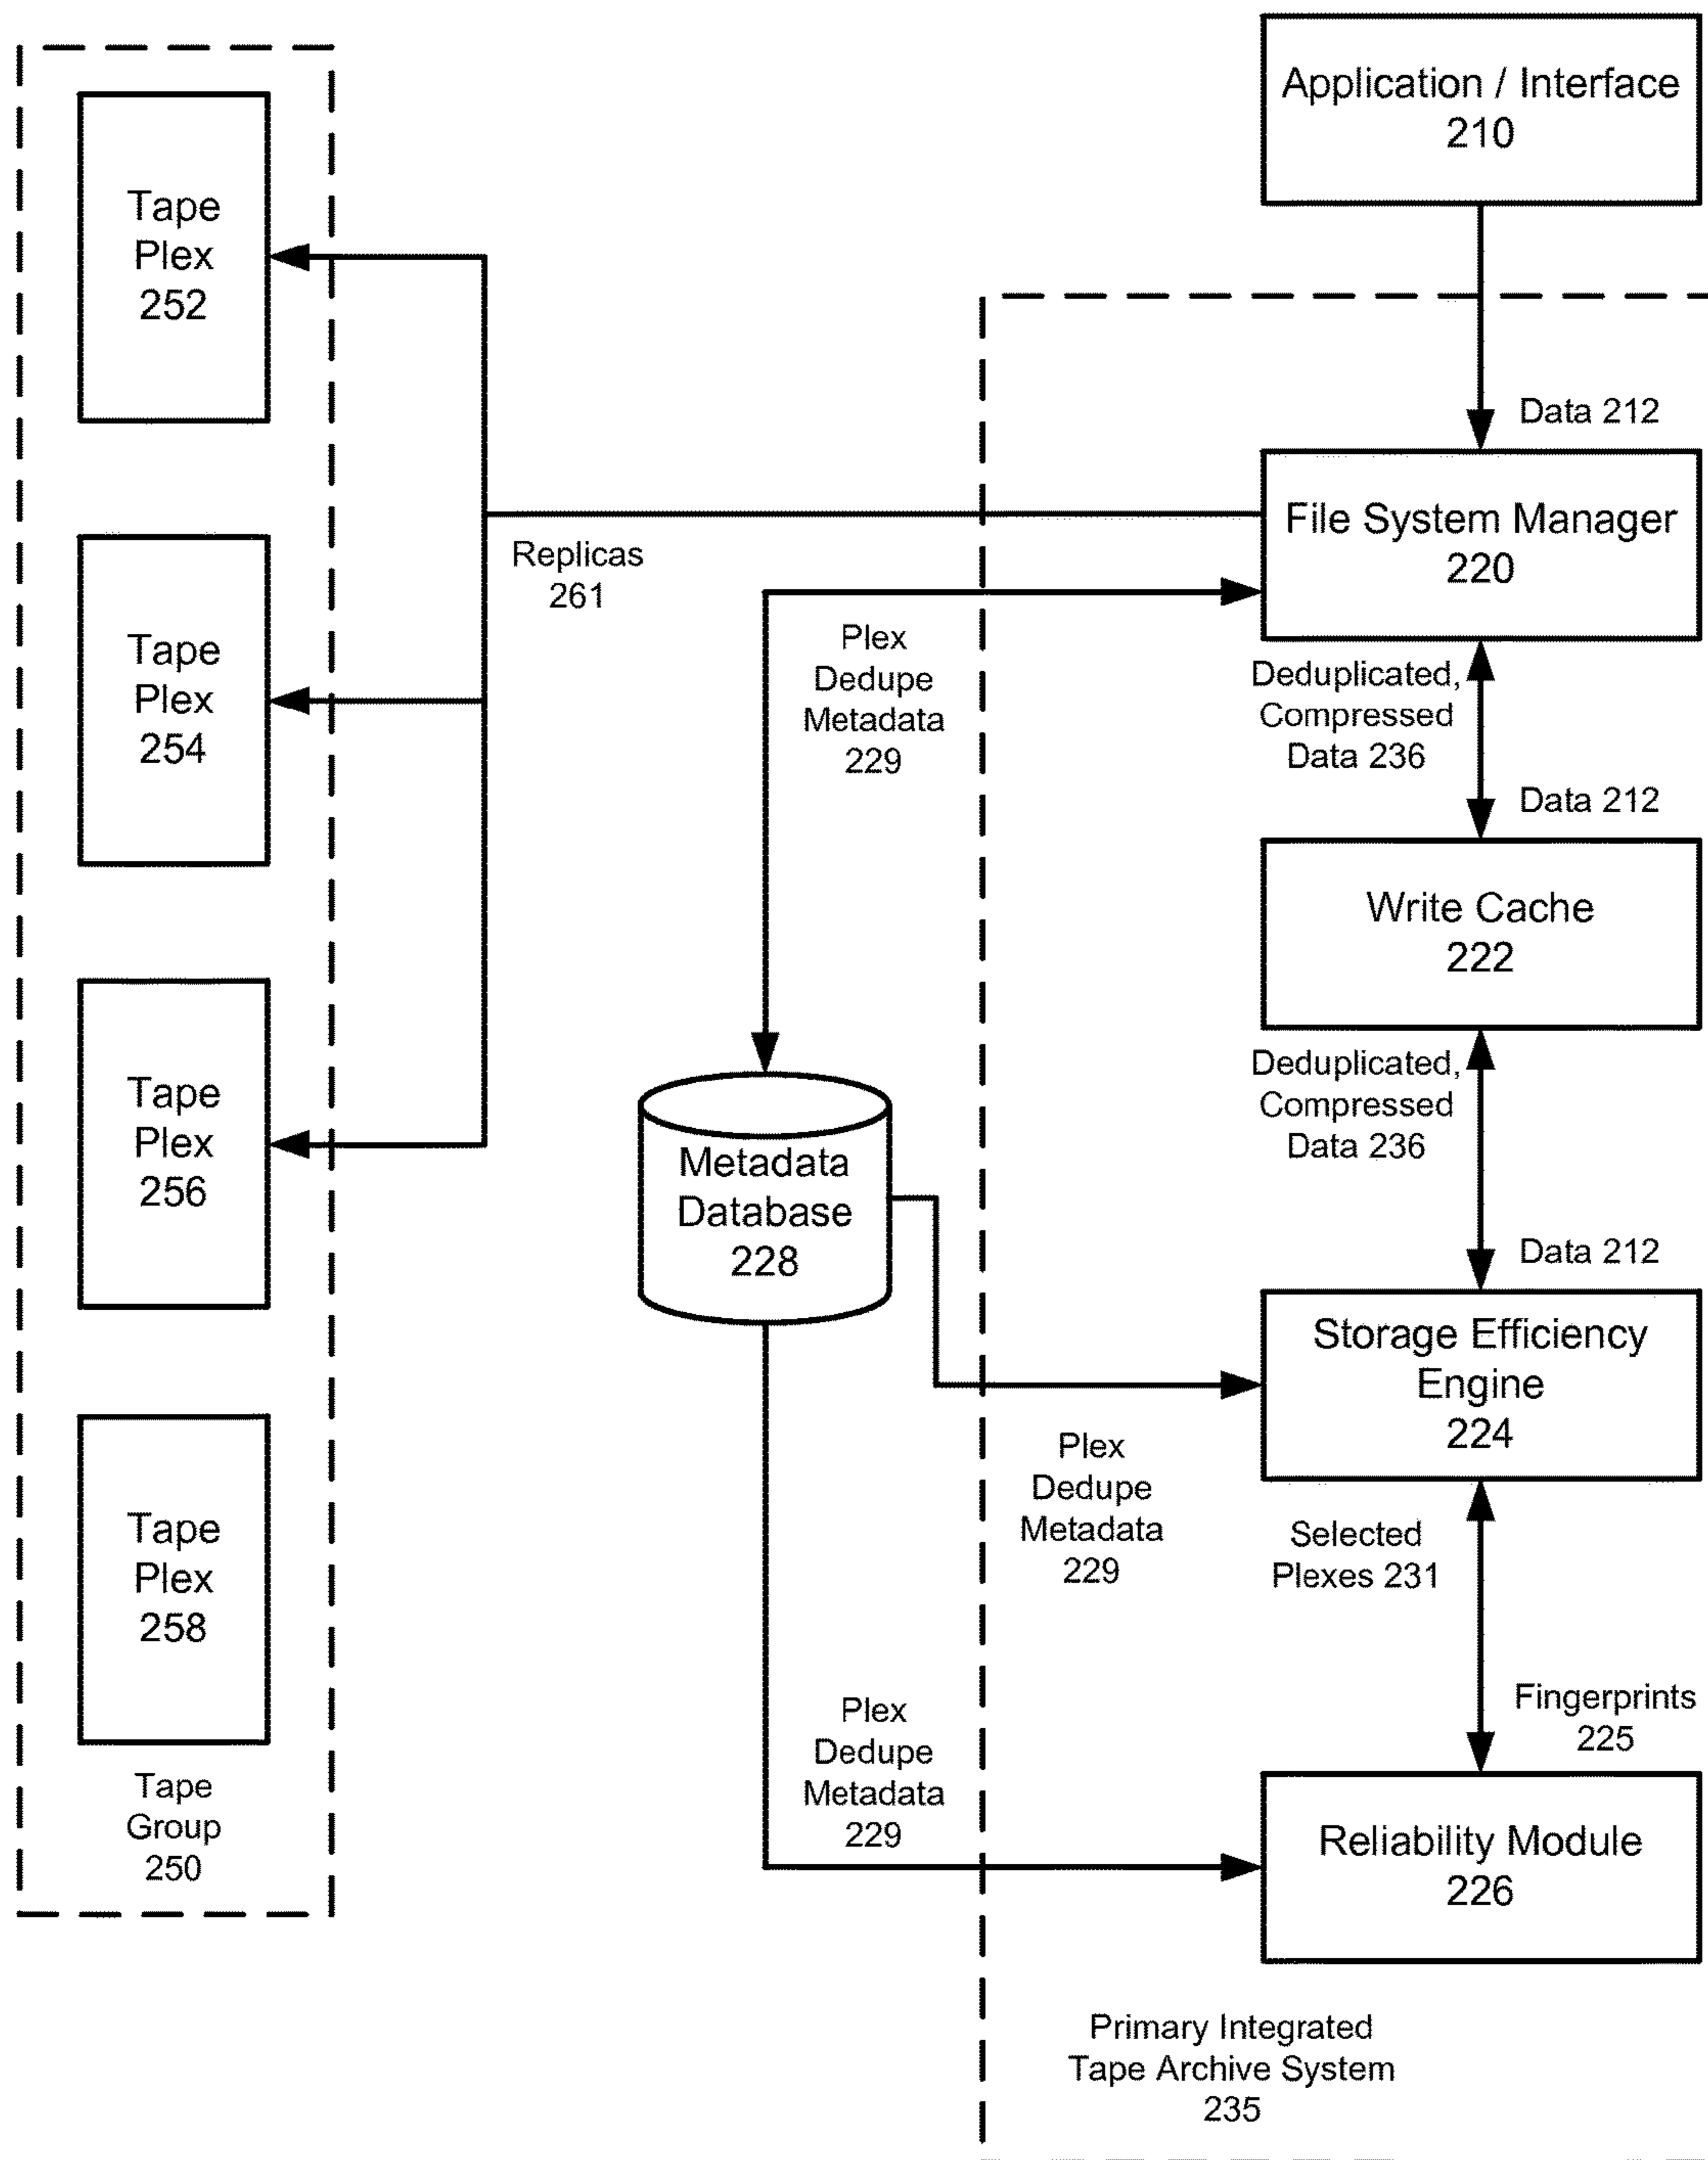 Application / Interface
210
Tape
Plex
252
Data 212
File System Manager
220
Replicas
261
Plex
Dedupe
Metadata
229
Tape
Plex
254
Deduplicated,
Compressed
Data 236
Data 212
Write Cache
222
Tape
Plex
256
Metadata
Database
228
Deduplicated,
Compressed
Data 236
Data 212
Storage Efficiency
Engine
224
Plex
Dedupe
Metadata
229
Selected
Plexes 231
Tape
Plex
258
Fingerprints
225
Plex
Dedupe
Metadata
229
Tape
Group
250
Reliability Module
226
Primary Integrated
Tape Archive System
235